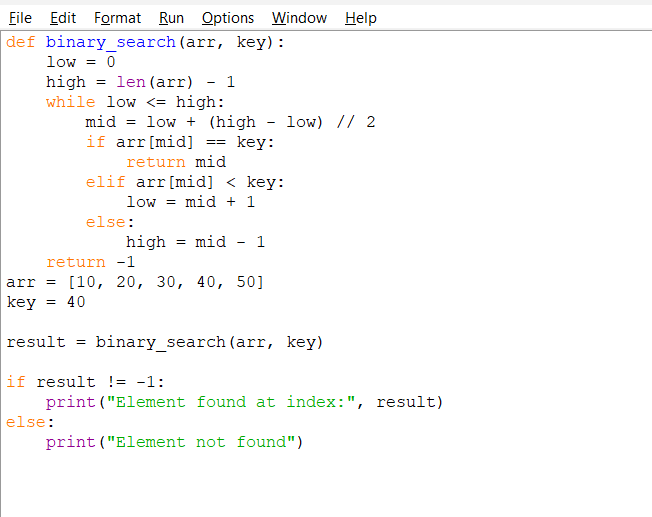 File Edit Format Run Options Window Help
def binary_search(arr, key):
    low = 0
    high = len(arr) - 1
    while low <= high:
        mid = low + (high - low) // 2
        if arr[mid] == key:
            return mid
        elif arr[mid] < key:
            low = mid + 1
        else:
            high = mid - 1
    return -1
arr = [10, 20, 30, 40, 50]
key = 40

result = binary_search(arr, key)

if result != -1:
    print("Element found at index:", result)
else:
    print("Element not found")